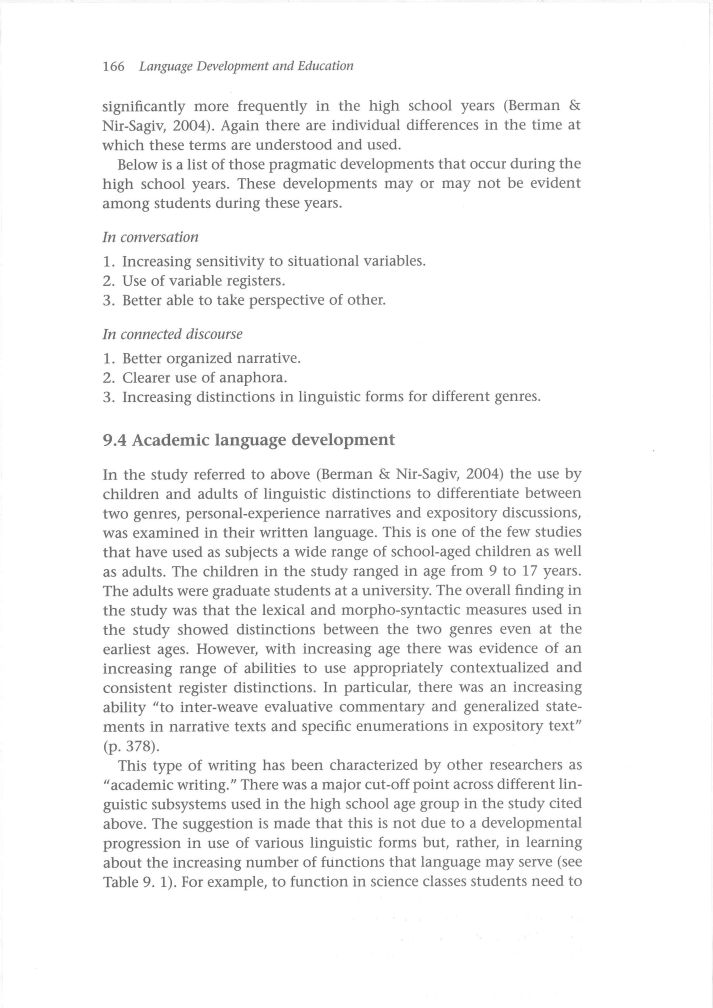 166 Language Development and Education
significantly more frequently in the high school years (Berman &
Nir-Sagiv, 2004). Again there are individual differences in the time at
which these terms are understood and used.
Below is a list of those pragmatic developments that occur during the
high school years. These developments may or may not be evident
among students during these years.
In conversation
1. Increasing sensitivity to situational variables.
2. Use of variable registers.
3. Better able to take perspective of other.
In connected discourse
1. Better organized narrative.
2. Clearer use of anaphora.
3. Increasing distinctions in linguistic forms for different genres.
9.4 Academic language development
In the study referred to above (Berman & Nir-Sagiv, 2004) the use by
children and adults of linguistic distinctions to differentiate between
two genres, personal-experience narratives and expository discussions,
was examined in their written language. This is one of the few studies
that have used as subjects a wide range of school-aged children as well
as adults. The children in the study ranged in age from 9 to 17 years.
The adults were graduate students at a university. The overall finding in
the study was that the lexical and morpho-syntactic measures used in
the study showed distinctions between the two genres even at the
earliest ages. However, with increasing age there was evidence of an
increasing range of abilities to use appropriately contextualized and
consistent register distinctions. In particular, there was an increasing
ability "to inter-weave evaluative commentary and generalized state-
ments in narrative texts and specific enumerations in expository text"
(p. 378).
This type of writing has been characterized by other researchers as
"academic writing." There was a major cut-off point across different lin-
guistic subsystems used in the high school age group in the study cited
above. The suggestion is made that this is not due to a developmental
progression in use of various linguistic forms but, rather, in learning
about the increasing number of functions that language may serve (see
Table 9. 1). For example, to function in science classes students need to